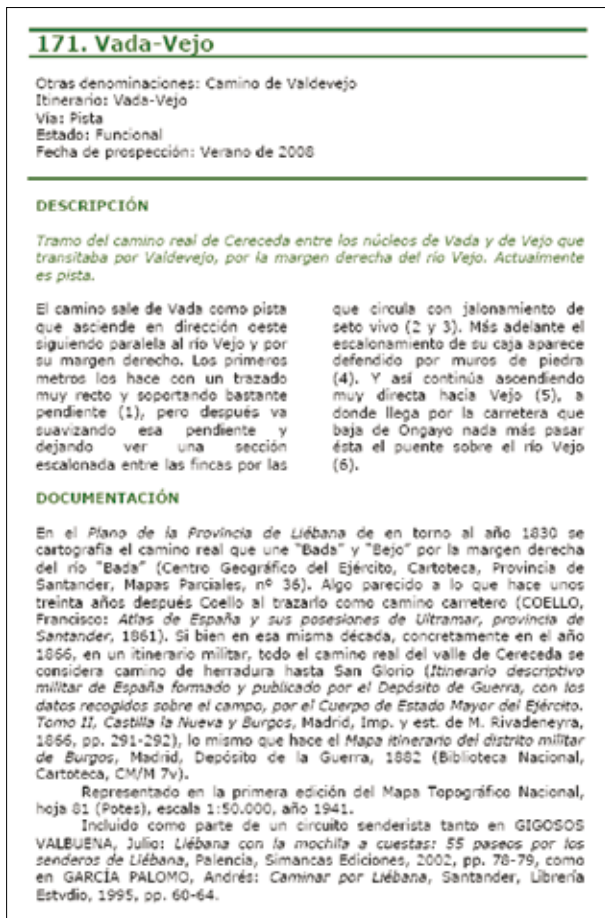 171. Vada-Vejo
Otras denominaciones: Camino de Valdevejo
Itinerario: Vada-Vejo
Vía: Pista
Estado: Funcional
Fecha de prospección: Verano de 2008
DESCRIPCIÓN
Tramo del camino real de Cereceda entre los núcleos de Vada y de Vejo que
transitaba por Valdevejo, por la margen derecha del río Vejo. Actualmente
es pista.
El camino sale de Vada como pista
que asciende en dirección oeste
siguiendo paralela al río Vejo y por
su margen derecho. Los primeros
metros los hace con un trazado
muy recto y soportando bastante
pendiente (1), pero después va
suavizando esa pendiente y
dejando ver una sección
escalonada entre las fincas por las
que circula con jalonamiento de
seto vivo (2 y 3). Más adelante el
escalonamiento de su caja aparece
defendido por muros de piedra
(4). Y así continúa ascendiendo
muy directa hacia Vejo (5), a
donde llega por la carretera que
baja de Ongayo nada más pasar
ésta el puente sobre el río Vejo
(6).
DOCUMENTACIÓN
En el Plano de la Provincia de Liébana de en torno al año 1830 se
cartografía el camino real que une "Bada" y "Bejo" por la margen derecha
del río "Bada" (Centro Geográfico del Ejército, Cartoteca, Provincia de
Santander, Mapas Parciales, nº 36). Algo parecido a lo que hace unos
treinta años después Coello al trazarlo como camino carretero (COELLO,
Francisco: Atlas de España y sus posesiones de Ultramar, provincia de
Santander, 1861). Si bien en esa misma década, concretamente en el año
1866, en un itinerario militar, todo el camino real del valle de Cereceda se
considera camino de herradura hasta San Glorio (Itinerario descriptivo
militar de España formado y publicado por el Depósito de Guerra, con los
datos recogidos sobre el campo, por el Cuerpo de Estado Mayor del Ejército.
Tomo II, Castilla la Nueva y Burgos, Madrid, Imp. y est. de M. Rivadeneyra,
1866, pp. 291-292), lo mismo que hace el Mapa itinerario del distrito militar
de Burgos, Madrid, Depósito de la Guerra, 1882 (Biblioteca Nacional,
Cartoteca, CM/M 7v).
Representado en la primera edición del Mapa Topográfico Nacional,
hoja 81 (Potes), escala 1:50.000, año 1941.
Incluido como parte de un circuito senderista tanto en GIGOSOS
VALBUENA, Julio: Liébana con la mochila a cuestas: 55 paseos por los
senderos de Liébana, Palencia, Simancas Ediciones, 2002, pp. 78-79, como
en GARCÍA PALOMO, Andrés: Caminar por Liébana, Santander, Librería
Estvdio, 1995, pp. 60-64.